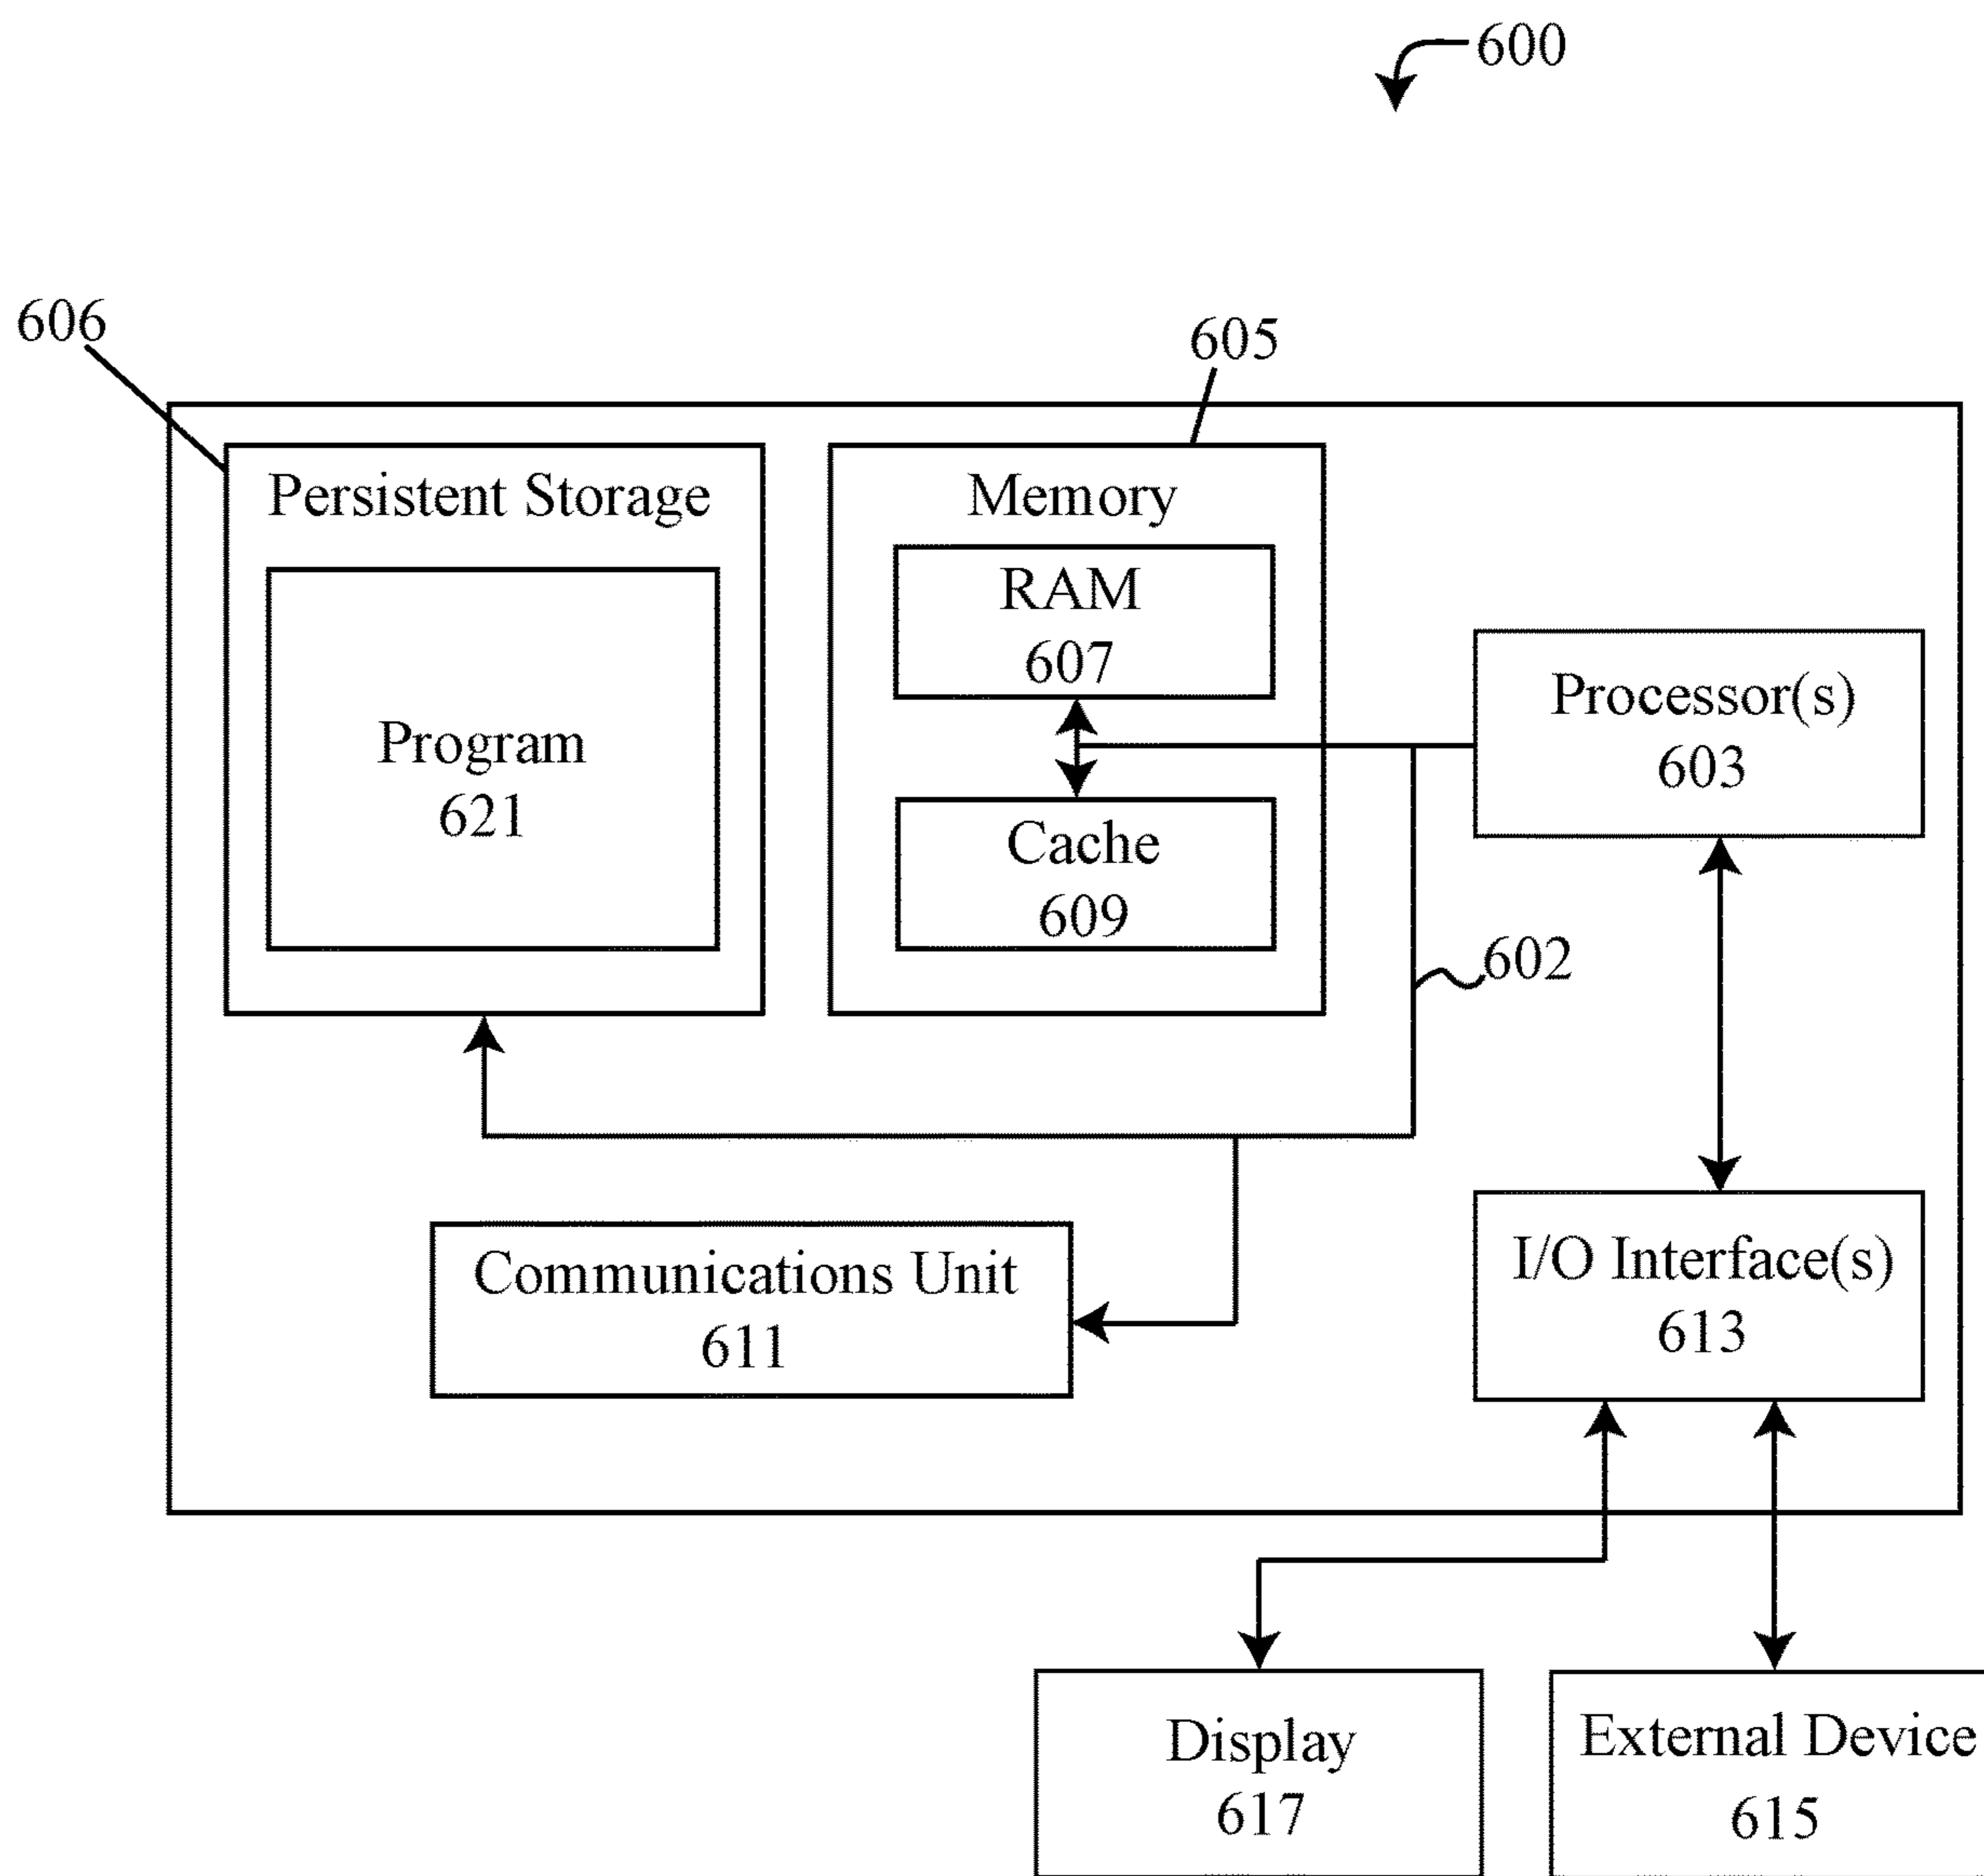 600
606
605
Persistent Storage
Program
621
Memory
RAM
607
Cache
609
Processor(s)
603
602
Communications Unit
611
I/O Interface(s)
613
Display
617
External Device
615